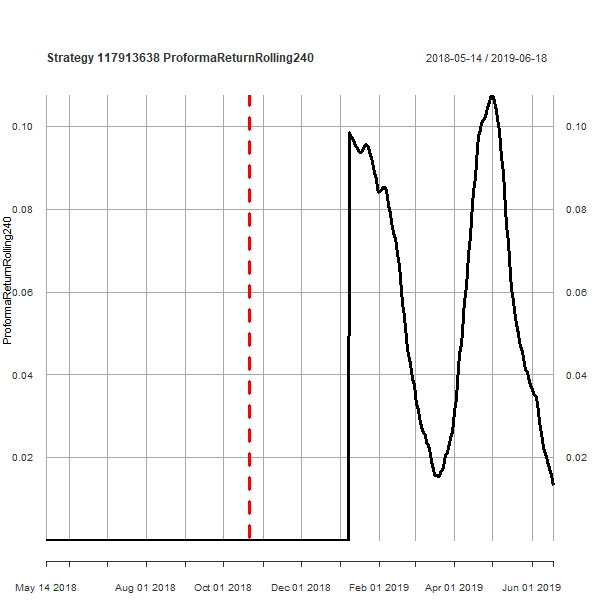 Strategy 117913638 ProformaReturnRolling240
2018-05-14 / 2019-06-18
ProformaReturnRolling240
0.10
0.08
0.06
0.04
0.02
0.10
0.08
0.06
0.04
0.02
May 14 2018
Aug 01 2018
Oct 01 2018
Dec 01 2018
Feb 01 2019
Apr 01 2019
Jun 01 2019